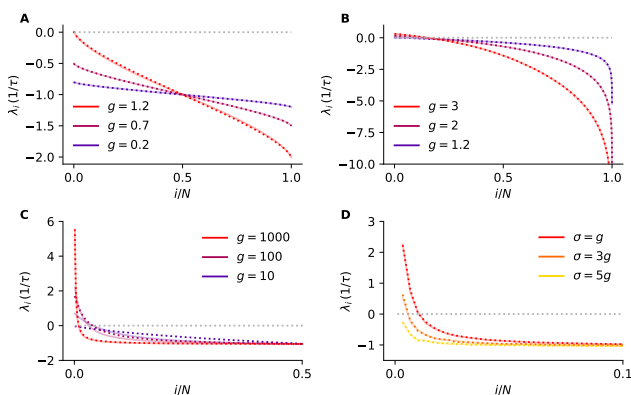 A
λi (1/τ)
0.0
−0.5
−1.0
−1.5
−2.0
g = 1.2
g = 0.7
g = 0.2
0.0
0.5
1.0
i/N
B
λi (1/τ)
0.0
−2.5
−5.0
−7.5
−10.0
g = 3
g = 2
g = 1.2
0.0
0.5
1.0
i/N
C
λi (1/τ)
6
4
2
0
−2
g = 1000
g = 100
g = 10
0.0
0.5
i/N
D
λi (1/τ)
3
2
1
0
−1
σ = g
σ = 3g
σ = 5g
0.0
0.1
i/N